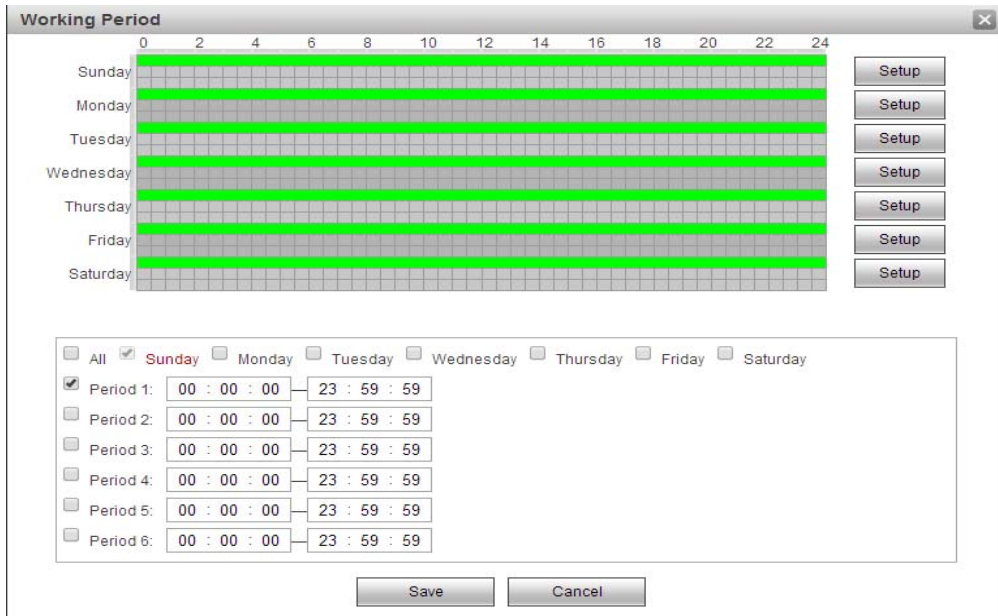 Working Period
0 2 4 6 8 10 12 14 16 18 20 22 24
Sunday Setup
Monday Setup
Tuesday Setup
Wednesday Setup
Thursday Setup
Friday Setup
Saturday Setup
All Sunday Monday Tuesday Wednesday Thursday Friday Saturday
Period 1: 00 : 00 : 00 — 23 : 59 : 59
Period 2: 00 : 00 : 00 — 23 : 59 : 59
Period 3: 00 : 00 : 00 — 23 : 59 : 59
Period 4: 00 : 00 : 00 — 23 : 59 : 59
Period 5: 00 : 00 : 00 — 23 : 59 : 59
Period 6: 00 : 00 : 00 — 23 : 59 : 59
Save Cancel